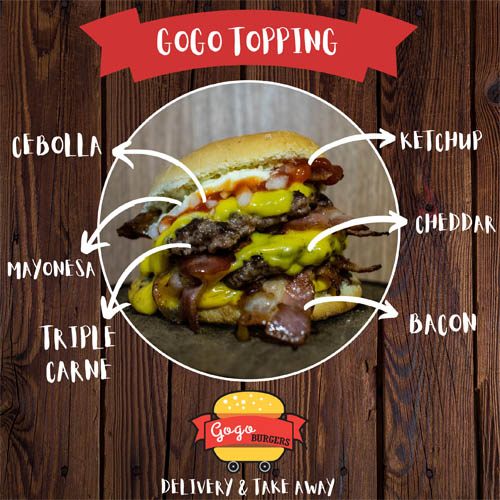 GOGO TOPPING
CEBOLLA
KETCHUP
MAYONESA
CHEDDAR
TRIPLE
CARNE
BACON
Gogo
BURGERS
DELIVERY & TAKE AWAY